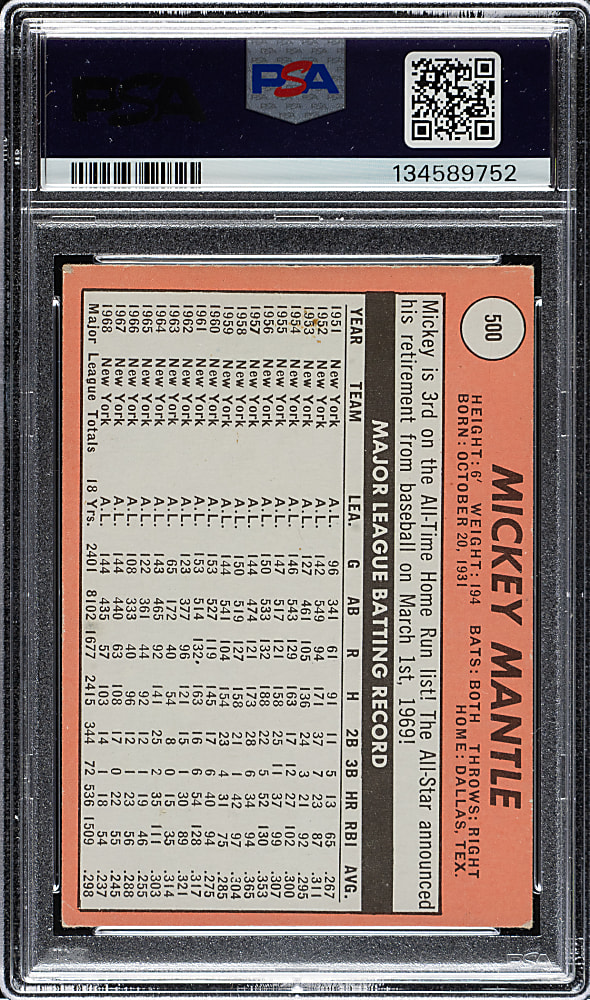 PSA
PSA
134589752
500
MICKEY MANTLE
HEIGHT: 6' WEIGHT: 194 BATS: BOTH THROWS: RIGHT
BORN: OCTOBER 20, 1931 HOME: DALLAS, TEX.
Mickey is 3rd on the All-Time Home Run list! The All-Star announced
his retirement from baseball on March 1st, 1969!
MAJOR LEAGUE BATTING RECORD
YEAR TEAM LEA. G AB R H 2B 3B HR RBI AVG.
1951 New York A.L. 96 341 61 91 11 5 13 65 .267
1952 New York A.L. 142 549 94 171 37 7 23 87 .311
1953 New York A.L. 127 461 105 136 24 3 21 92 .295
1954 New York A.L. 146 543 129 163 17 12 27 102 .300
1955 New York A.L. 147 517 121 158 25 11 37 99 .307
1956 New York A.L. 150 533 132 188 22 5 52 130 .353
1957 New York A.L. 144 474 121 173 28 6 34 94 .365
1958 New York A.L. 150 519 127 158 21 1 42 97 .304
1959 New York A.L. 144 541 104 154 23 4 31 75 .285
1960 New York A.L. 153 527 119 145 17 6 40 94 .275
1961 New York A.L. 153 514 132 163 16 6 54 128 .317
1962 New York A.L. 123 377 96 121 15 1 30 89 .321
1963 New York A.L. 65 172 40 54 8 0 15 35 .314
1964 New York A.L. 143 465 92 141 25 2 35 111 .303
1965 New York A.L. 122 361 44 92 12 1 19 46 .255
1966 New York A.L. 108 333 40 96 12 1 23 56 .288
1967 New York A.L. 144 440 63 108 17 0 22 55 .245
1968 New York A.L. 144 435 57 103 14 1 18 54 .237
Major League Totals 18 Yrs. 2401 8102 1677 2415 344 72 536 1509 .298